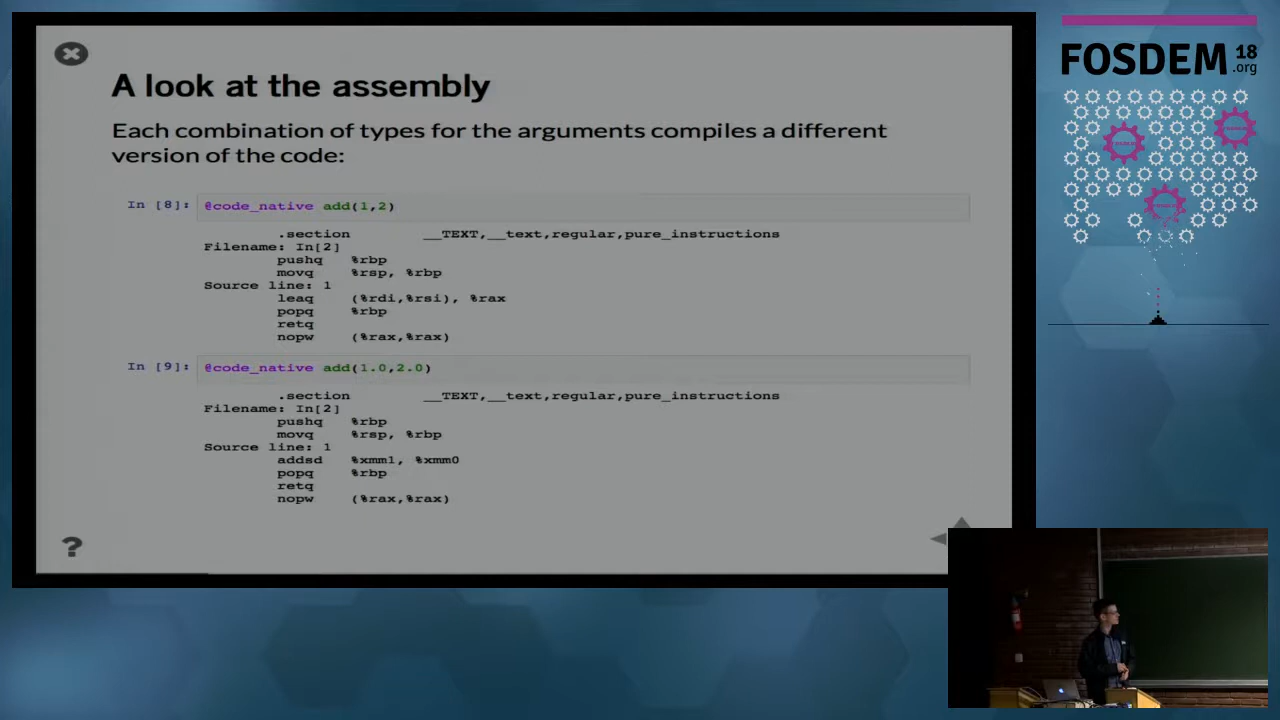 A look at the assembly
Each combination of types for the arguments compiles a different
version of the code:
In [8]: @code_native add(1,2)
.section __TEXT,__text,regular,pure_instructions
Filename: In[2]
pushq %rbp
movq %rsp, %rbp
Source line: 1
leaq (%rdi,%rsi), %rax
popq %rbp
retq
nopw (%rax,%rax)
In [9]: @code_native add(1.0,2.0)
.section __TEXT,__text,regular,pure_instructions
Filename: In[2]
pushq %rbp
movq %rsp, %rbp
Source line: 1
addsd %xmm1, %xmm0
popq %rbp
retq
nopw (%rax,%rax)
?
FOSDEM 18
.org